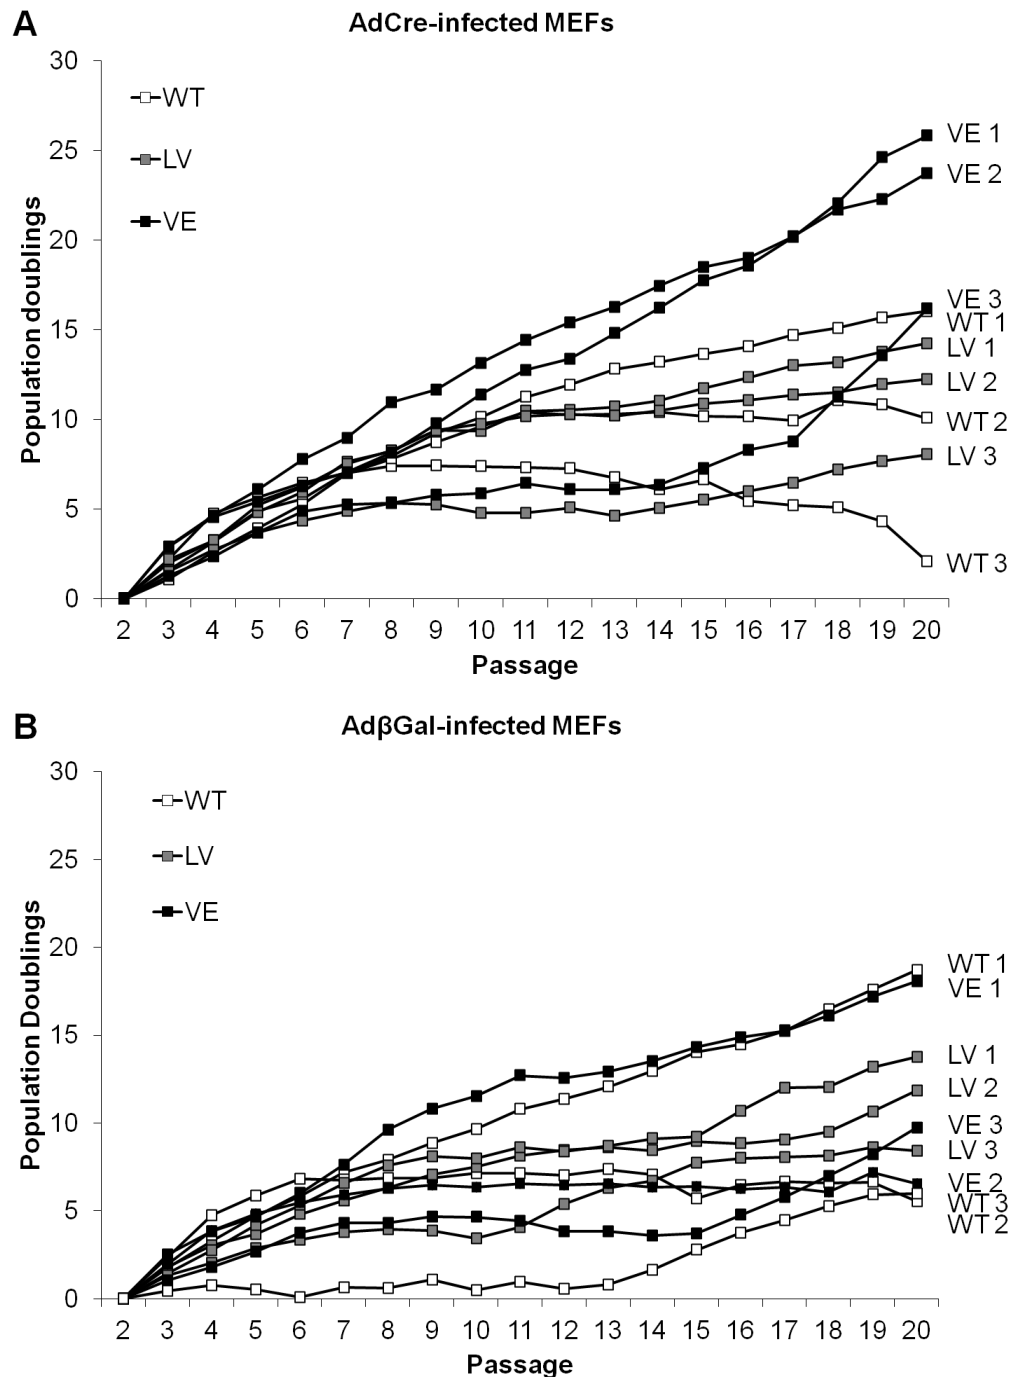 A
AdCre-infected MEFs
30
25
20
15
10
5
0
Population doublings
WT
LV
VE
VE 1
VE 2
VE 3
WT 1
LV 1
LV 2
WT 2
LV 3
WT 3
2 3 4 5 6 7 8 9 10 11 12 13 14 15 16 17 18 19 20
Passage
B
AdβGal-infected MEFs
30
25
20
15
10
5
0
Population Doublings
WT
LV
VE
WT 1
VE 1
LV 1
LV 2
VE 3
LV 3
VE 2
WT 3
WT 2
2 3 4 5 6 7 8 9 10 11 12 13 14 15 16 17 18 19 20
Passage